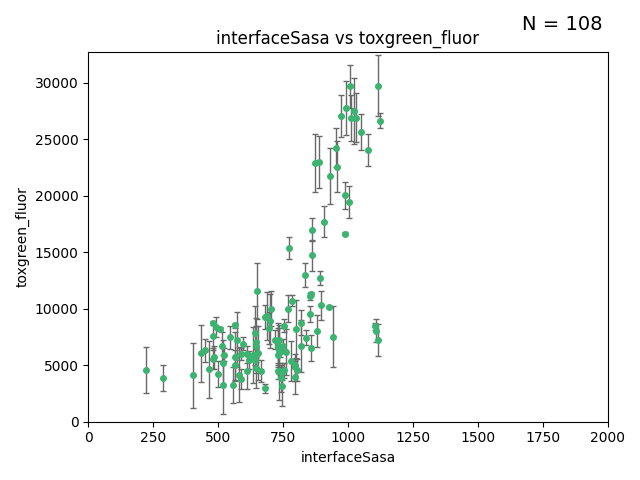 N = 108
interfaceSasa vs toxgreen_fluor
30000
25000
20000
15000
10000
5000
0
toxgreen_fluor
0 250 500 750 1000 1250 1500 1750 2000
interfaceSasa